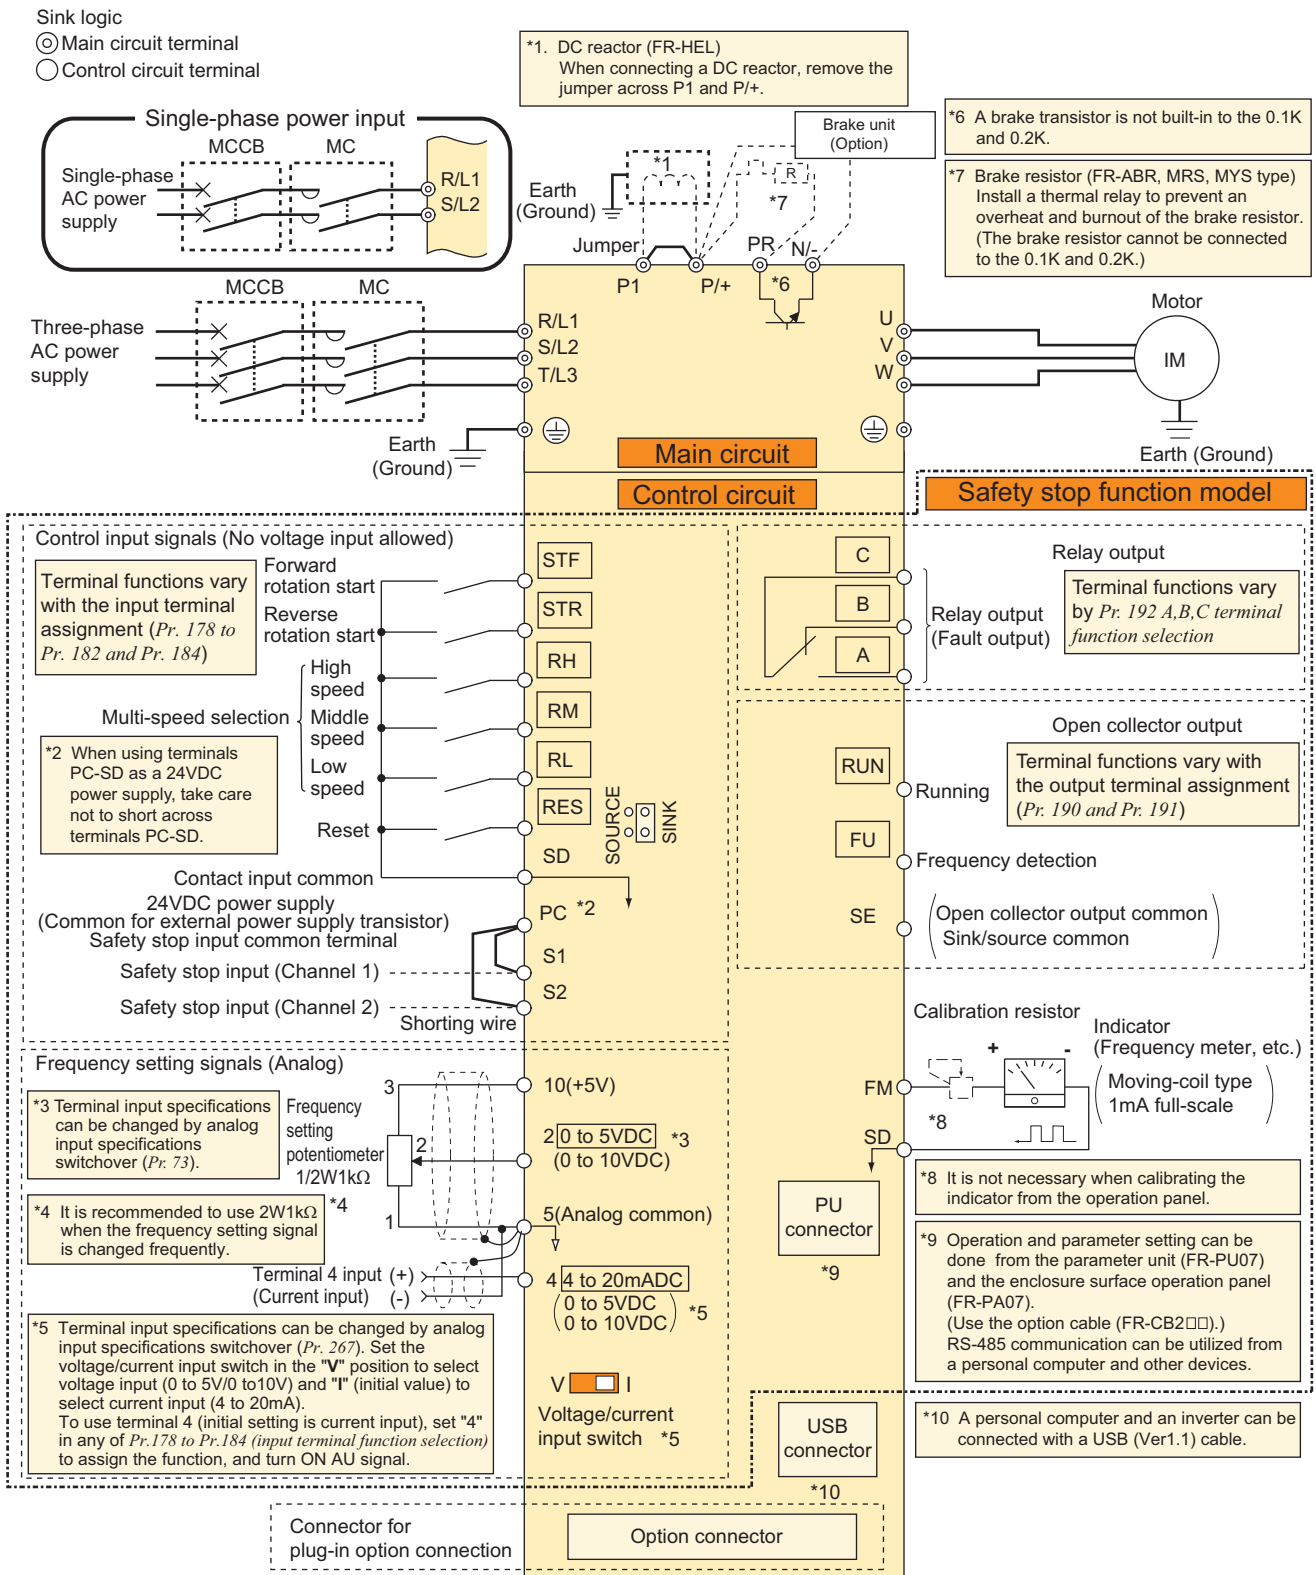 Sink logic
Main circuit terminal
Control circuit terminal
*1. DC reactor (FR-HEL)
When connecting a DC reactor, remove the
jumper across P1 and P/+.
Single-phase power input
MCCB
MC
Single-phase
AC power
supply
R/L1
S/L2
Earth
(Ground)
*1
Brake unit
(Option)
R
*7
*6 A brake transistor is not built-in to the 0.1K
and 0.2K.
*7 Brake resistor (FR-ABR, MRS, MYS type)
Install a thermal relay to prevent an
overheat and burnout of the brake resistor.
(The brake resistor cannot be connected
to the 0.1K and 0.2K.)
Jumper
PR
N/-
P1
P/+
*6
MCCB
MC
Three-phase
AC power
supply
R/L1
S/L2
T/L3
U
V
W
Motor
IM
Earth
(Ground)
Earth (Ground)
Main circuit
Control circuit
Safety stop function model
Control input signals (No voltage input allowed)
Terminal functions vary
with the input terminal
assignment (Pr. 178 to
Pr. 182 and Pr. 184)
Forward
rotation start
Reverse
rotation start
High
speed
Multi-speed selection
Middle
speed
Low
speed
Reset
*2 When using terminals
PC-SD as a 24VDC
power supply, take care
not to short across
terminals PC-SD.
STF
STR
RH
RM
RL
RES
SOURCE
SINK
SD
Contact input common
24VDC power supply
(Common for external power supply transistor)
PC *2
Safety stop input common terminal
S1
Safety stop input (Channel 1)
S2
Safety stop input (Channel 2)
Shorting wire
C
B
A
Relay output
Relay output
(Fault output)
Terminal functions vary
by Pr. 192 A,B,C terminal
function selection
Open collector output
RUN
Running
Terminal functions vary with
the output terminal assignment
(Pr. 190 and Pr. 191)
FU
Frequency detection
SE
Open collector output common
Sink/source common
Frequency setting signals (Analog)
*3 Terminal input specifications
can be changed by analog
input specifications
switchover (Pr. 73).
*4 It is recommended to use 2W1kΩ
when the frequency setting signal
is changed frequently.
Frequency
setting
potentiometer
1/2W1kΩ
*4
3
2
1
10(+5V)
2 0 to 5VDC *3
(0 to 10VDC)
5(Analog common)
Terminal 4 input (+)
(Current input) (-)
4 4 to 20mADC
0 to 5VDC
0 to 10VDC
*5
*5 Terminal input specifications can be changed by analog
input specifications switchover (Pr. 267). Set the
voltage/current input switch in the "V" position to select
voltage input (0 to 5V/0 to10V) and "I" (initial value) to
select current input (4 to 20mA).
To use terminal 4 (initial setting is current input), set "4"
in any of Pr.178 to Pr.184 (input terminal function selection)
to assign the function, and turn ON AU signal.
V I
Voltage/current
input switch *5
Calibration resistor
Indicator
(Frequency meter, etc.)
+ -
Moving-coil type
1mA full-scale
FM
*8
SD
*8 It is not necessary when calibrating the
indicator from the operation panel.
PU
connector
*9
*9 Operation and parameter setting can be
done from the parameter unit (FR-PU07)
and the enclosure surface operation panel
(FR-PA07).
(Use the option cable (FR-CB2□□).)
RS-485 communication can be utilized from
a personal computer and other devices.
USB
connector
*10
*10 A personal computer and an inverter can be
connected with a USB (Ver1.1) cable.
Connector for
plug-in option connection
Option connector